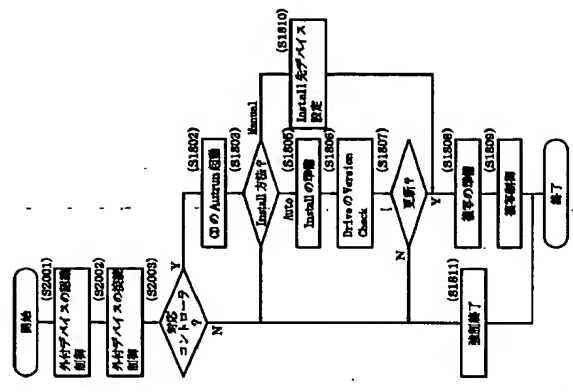 開始
(S2001)
外付デバイスの認識
制御
(S2002)
外付デバイスの接続
制御
(S2003)
対応
コントローラ
?
Y
N
(S1802)
CDのAutorun起動
(S1803)
Install方法?
Manual
Auto
(S1810)
Install先デバイス
設定
(S1805)
Installの準備
(S1806)
DriveのVersion
Check
(S1807)
更新?
N
Y
(S1808)
複写の準備
(S1809)
複写制御
(S1811)
強制終了
終了